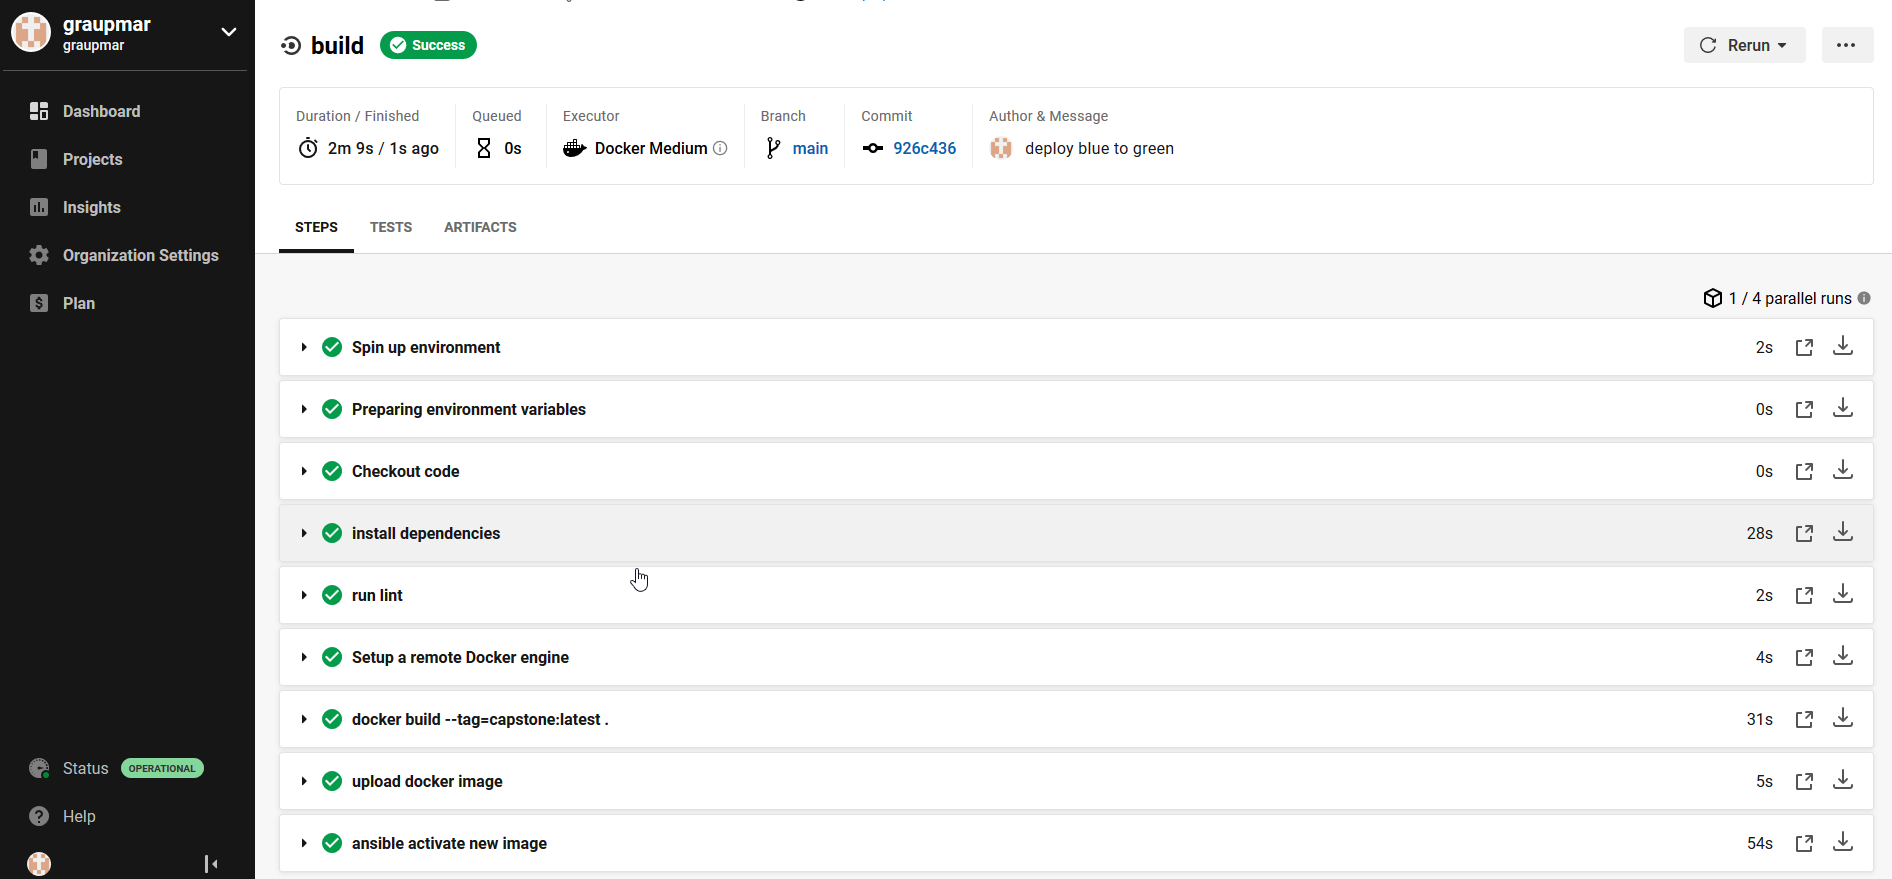 graupmar
graupmar
Dashboard
Projects
Insights
Organization Settings
Plan
Status OPERATIONAL
Help
build Success
Rerun
Duration / Finished
2m 9s / 1s ago
Queued
0s
Executor
Docker Medium
Branch
main
Commit
926c436
Author & Message
deploy blue to green
STEPS TESTS ARTIFACTS
1 / 4 parallel runs
Spin up environment 2s
Preparing environment variables 0s
Checkout code 0s
install dependencies 28s
run lint 2s
Setup a remote Docker engine 4s
docker build --tag=capstone:latest . 31s
upload docker image 5s
ansible activate new image 54s